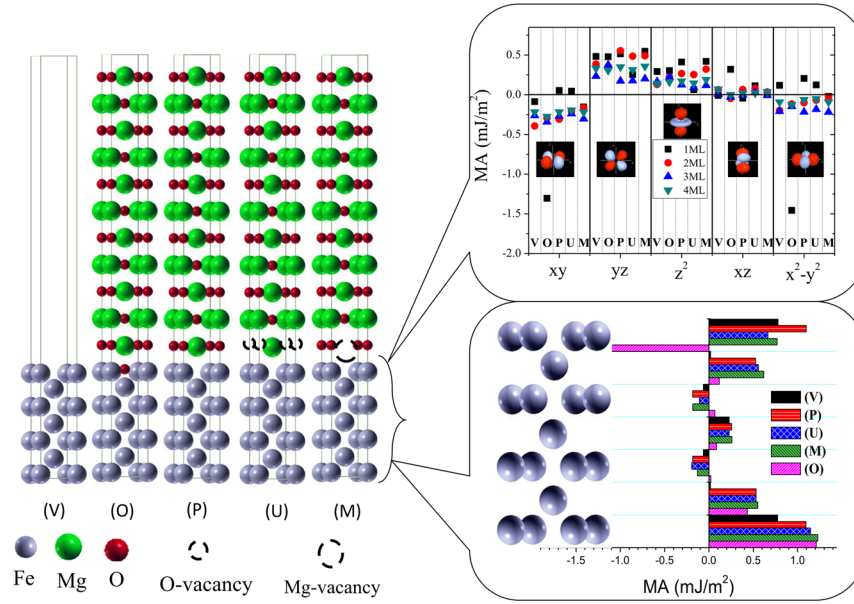 (V) (O) (P) (U) (M)
Fe Mg O O-vacancy Mg-vacancy
MA (mJ/m²)
0.5
0.0
-0.5
-1.0
-1.5
-2.0
1ML
2ML
3ML
4ML
V O P U M V O P U M V O P U M V O P U M V O P U M
xy yz z² xz x²-y²
(V)
(P)
(U)
(M)
(O)
-1.5 -1.0 -0.5 0.0 0.5 1.0
MA (mJ/m²)